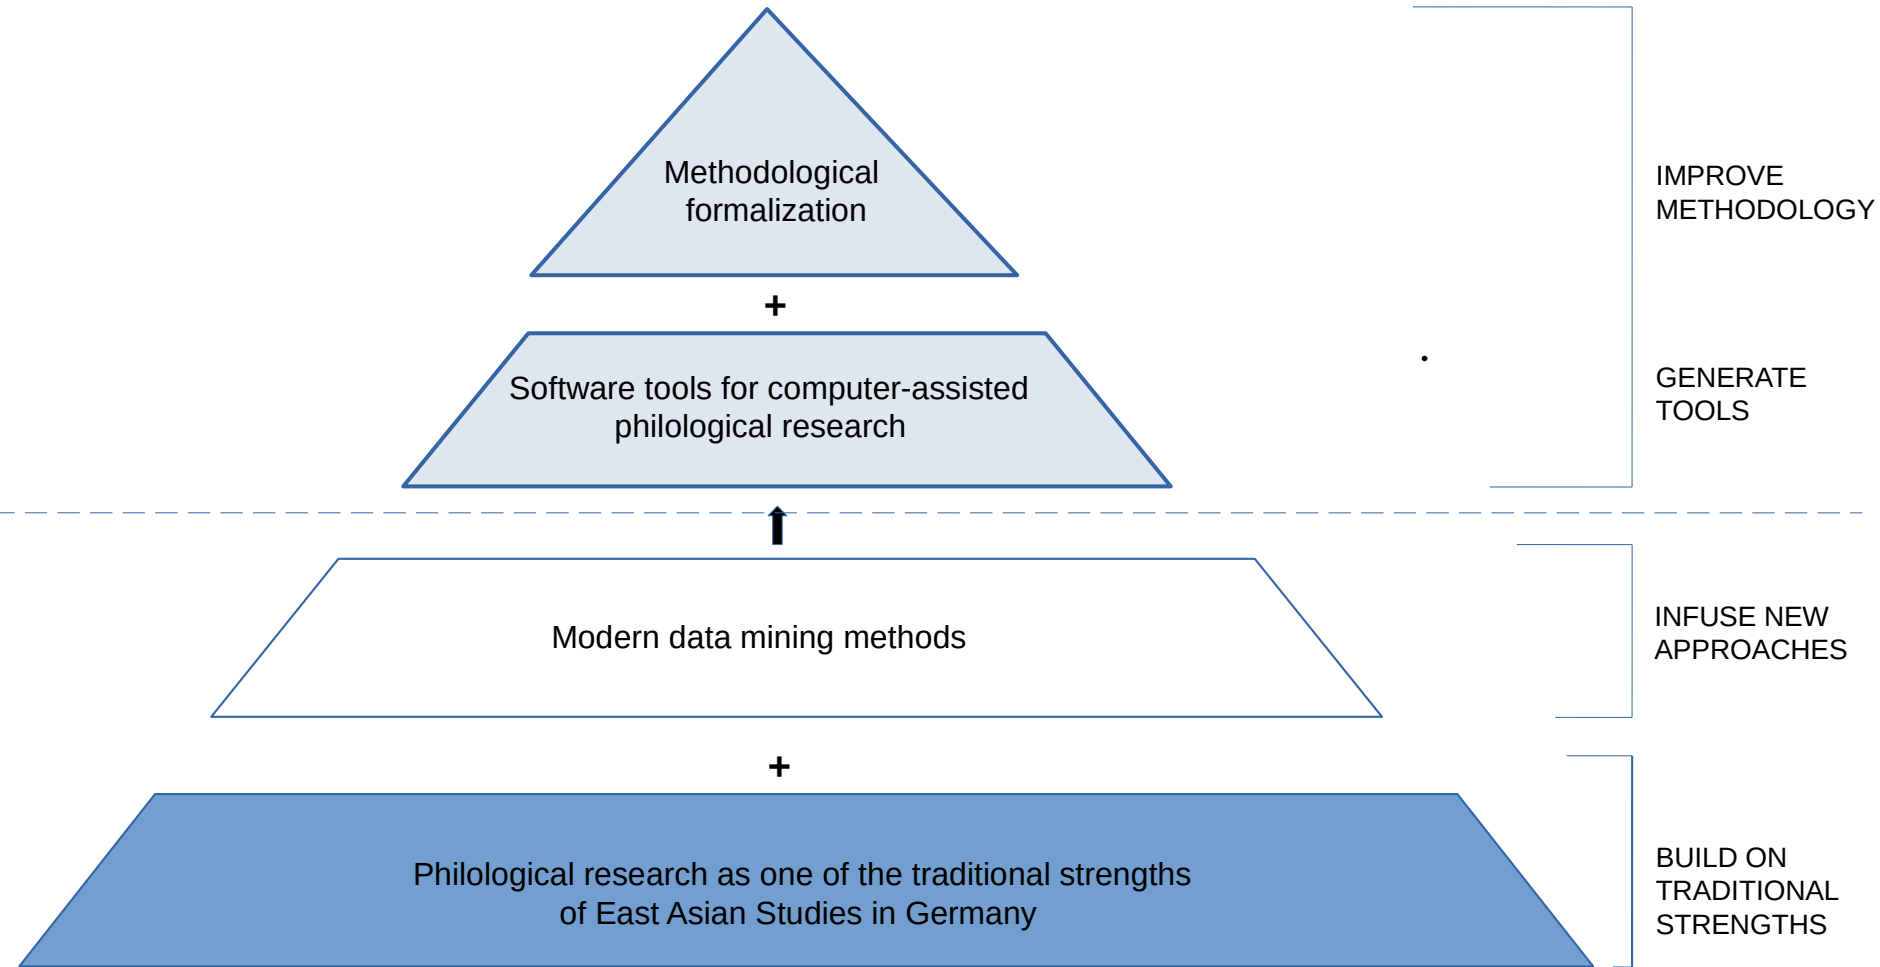 Methodological
formalization
IMPROVE
METHODOLOGY
+
Software tools for computer-assisted
philological research
.
GENERATE
TOOLS
Modern data mining methods
INFUSE NEW
APPROACHES
+
Philological research as one of the traditional strengths
of East Asian Studies in Germany
BUILD ON
TRADITIONAL
STRENGTHS